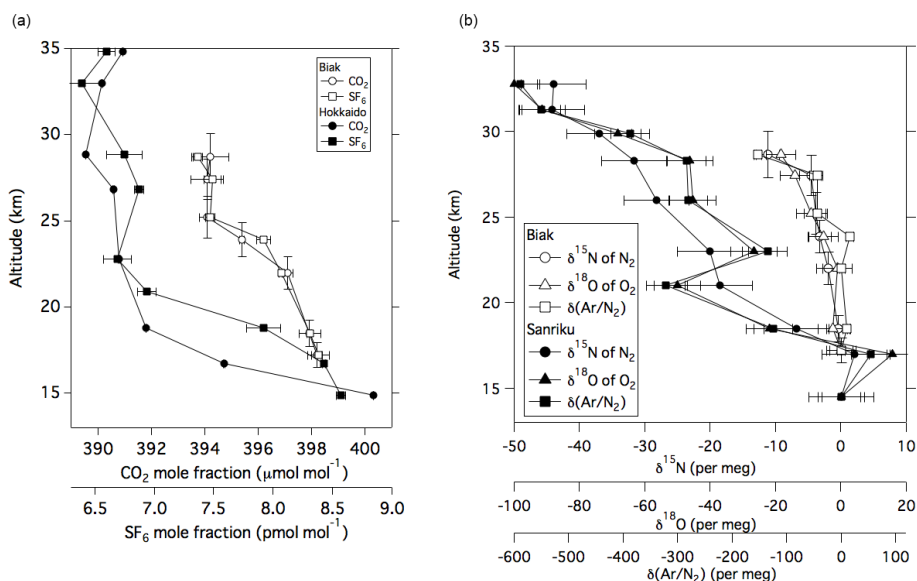 (a)
35
30
25
20
15
Altitude (km)
Biak
CO₂
SF₆
Hokkaido
CO₂
SF₆
390 392 394 396 398 400
CO₂ mole fraction (μmol mol⁻¹)
6.5 7.0 7.5 8.0 8.5 9.0
SF₆ mole fraction (pmol mol⁻¹)
(b)
35
30
25
20
15
Altitude (km)
Biak
δ¹⁵N of N₂
δ¹⁸O of O₂
δ(Ar/N₂)
Sanriku
δ¹⁵N of N₂
δ¹⁸O of O₂
δ(Ar/N₂)
-50 -40 -30 -20 -10 0 10
δ¹⁵N (per meg)
-100 -80 -60 -40 -20 0 20
δ¹⁸O (per meg)
-600 -500 -400 -300 -200 -100 0 100
δ(Ar/N₂) (per meg)